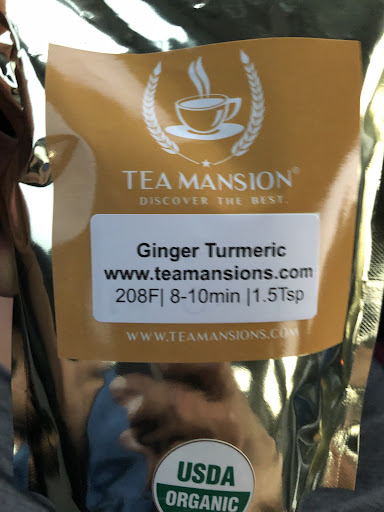 TEA MANSION®
DISCOVER THE BEST.
Ginger Turmeric
www.teamansions.com
208F| 8-10min |1.5Tsp
WWW.TEAMANSIONS.COM
USDA
ORGANIC